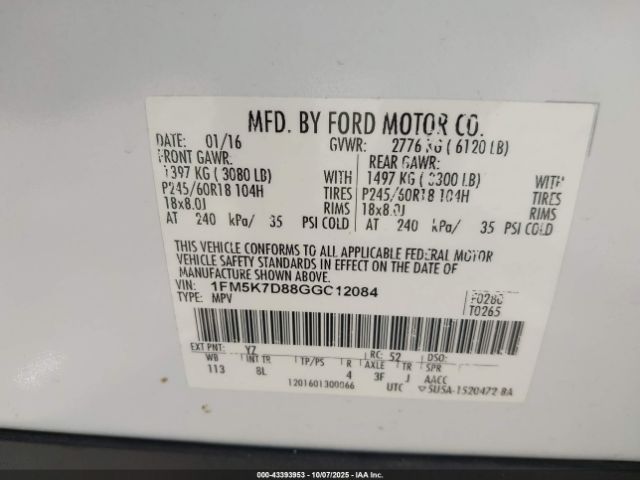 MFD. BY FORD MOTOR CO.
DATE: 01/16 GVWR: 2776 KG ( 6120 LB)
FRONT GAWR: REAR GAWR:
1397 KG ( 3080 LB) WITH 1497 KG ( 3300 LB) WITH
P245/60R18 104H TIRES P245/60R18 104H TIRES
18x8.0J RIMS 18x8.0J RIMS
AT 240 kPa/ 35 PSI COLD AT 240 kPa/ 35 PSI COLD
THIS VEHICLE CONFORMS TO ALL APPLICABLE FEDERAL MOTOR
VEHICLE SAFETY STANDARDS IN EFFECT ON THE DATE OF
MANUFACTURE SHOWN ABOVE.
VIN: 1FM5K7D88GGC12084 F0280
TYPE: MPV T0265
EXT PNT: YZ RC: 52 DSO:
WB INT TR TP/PS R AXLE TR SPR
113 8L 4 3F J AACC
1201601300066 UTC SU5A-1520472-BA
43393953 - 10/07/2025 - COPYRIGHT IAA, LLC